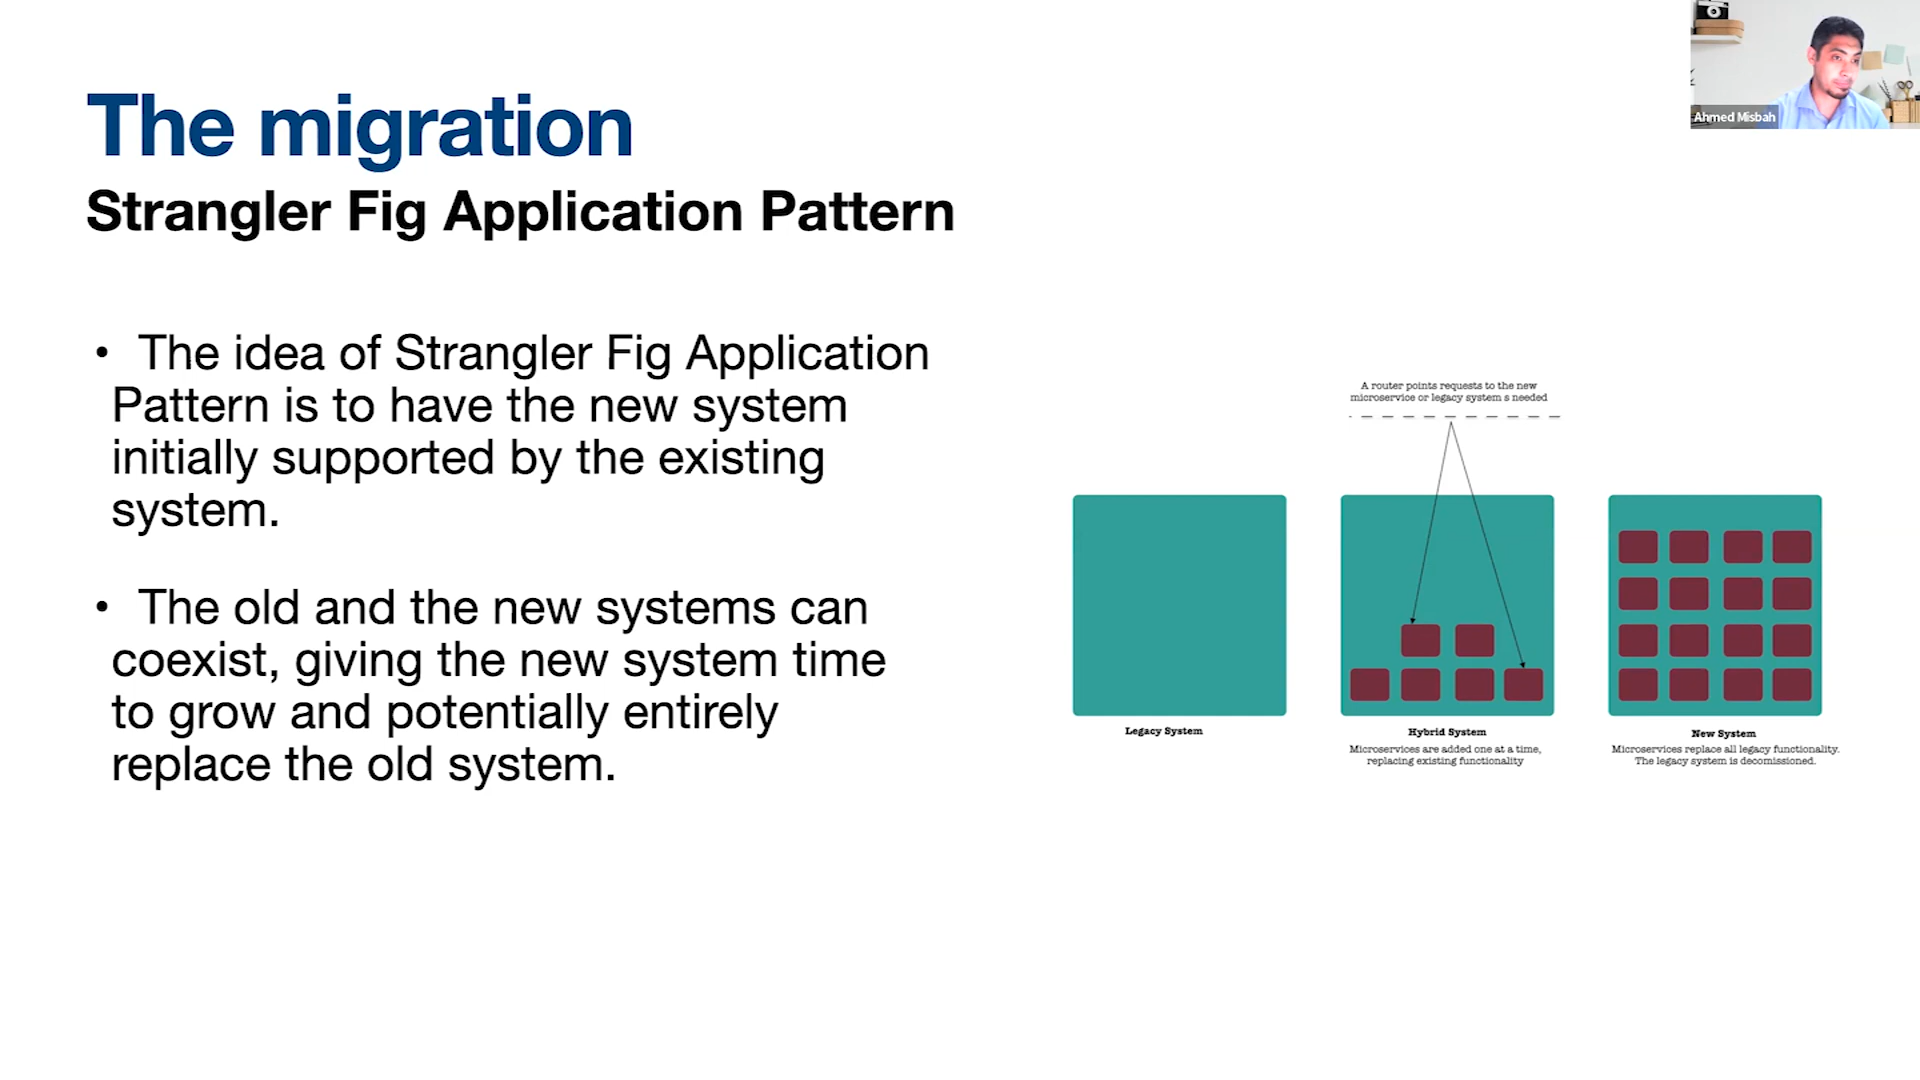 The migration
Strangler Fig Application Pattern
• The idea of Strangler Fig Application
Pattern is to have the new system
initially supported by the existing
system.
• The old and the new systems can
coexist, giving the new system time
to grow and potentially entirely
replace the old system.
Ahmed Misbah
A router points requests to the new
microservice or legacy system s needed
Legacy System
Hybrid System
Microservices are added one at a time,
replacing existing functionality
New System
Microservices replace all legacy functionality.
The legacy system is decomissioned.